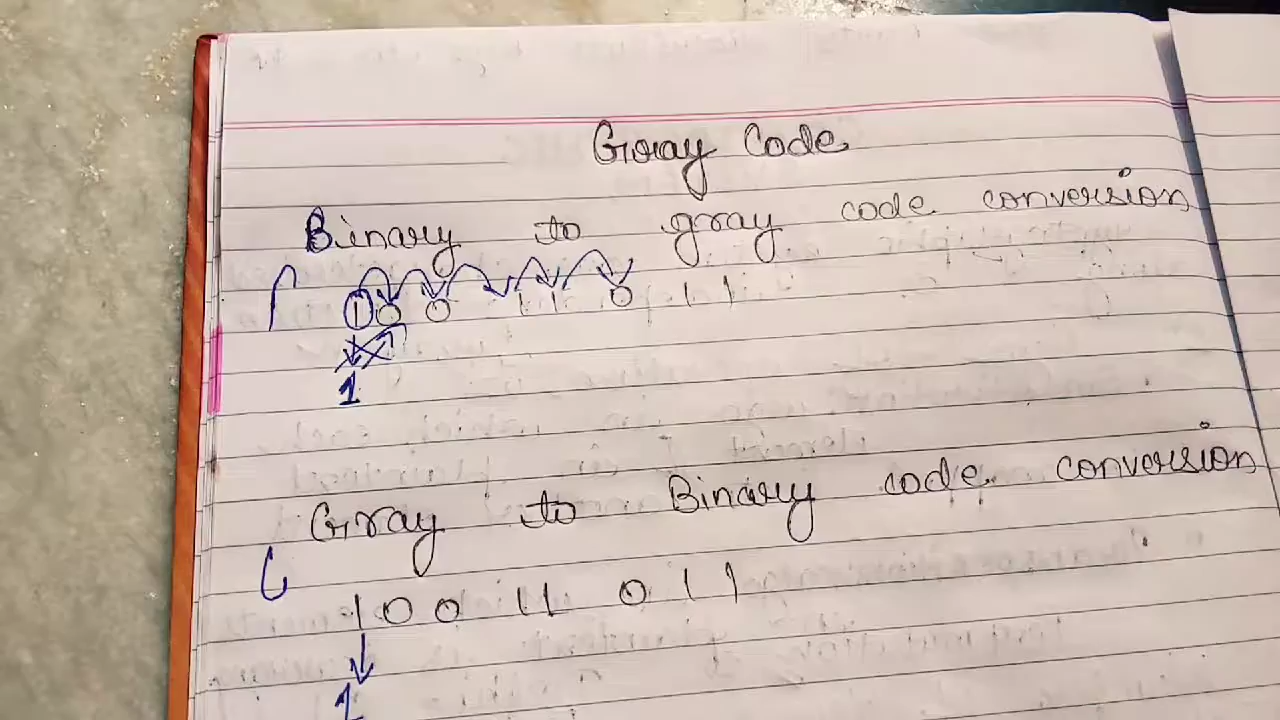 Gray Code
Binary to gray code conversion
1 0 0 1 1 0 1 1
1
Gray to Binary code conversion
1 0 0 1 1 0 1 1
1